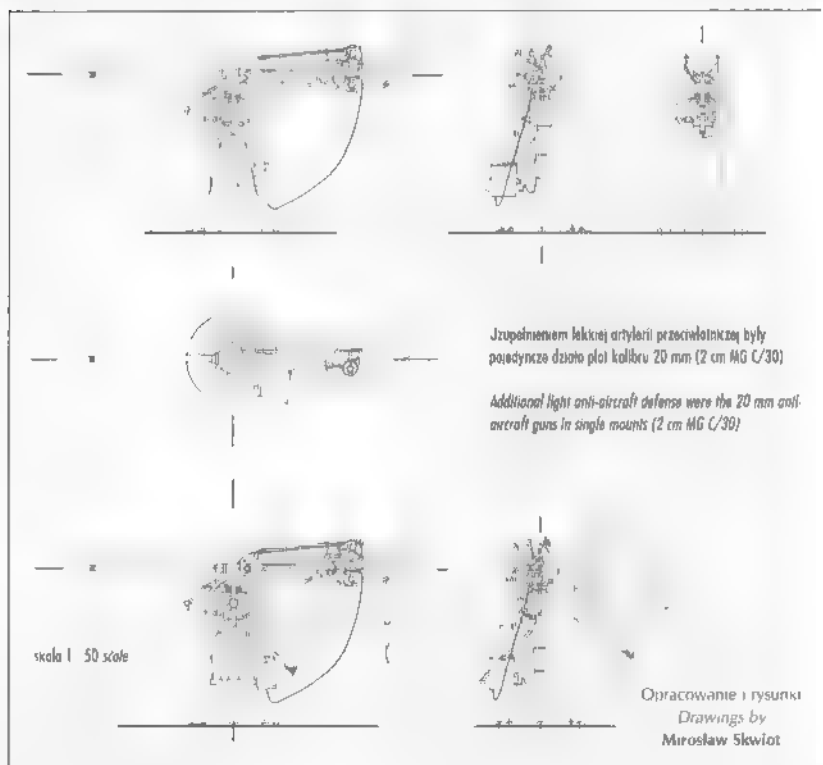 Jzupełnieniem lekkiej artylerii przeciwlotniczej były
pojedyncze działo plot kalibru 20 mm (2 cm MG C/30)
Additional light anti-aircraft defense were the 20 mm anti-
aircraft guns in single mounts (2 cm MG C/30)
skala 1 50 scale
Opracowanie i rysunki
Drawings by
Mirosław Skwiot